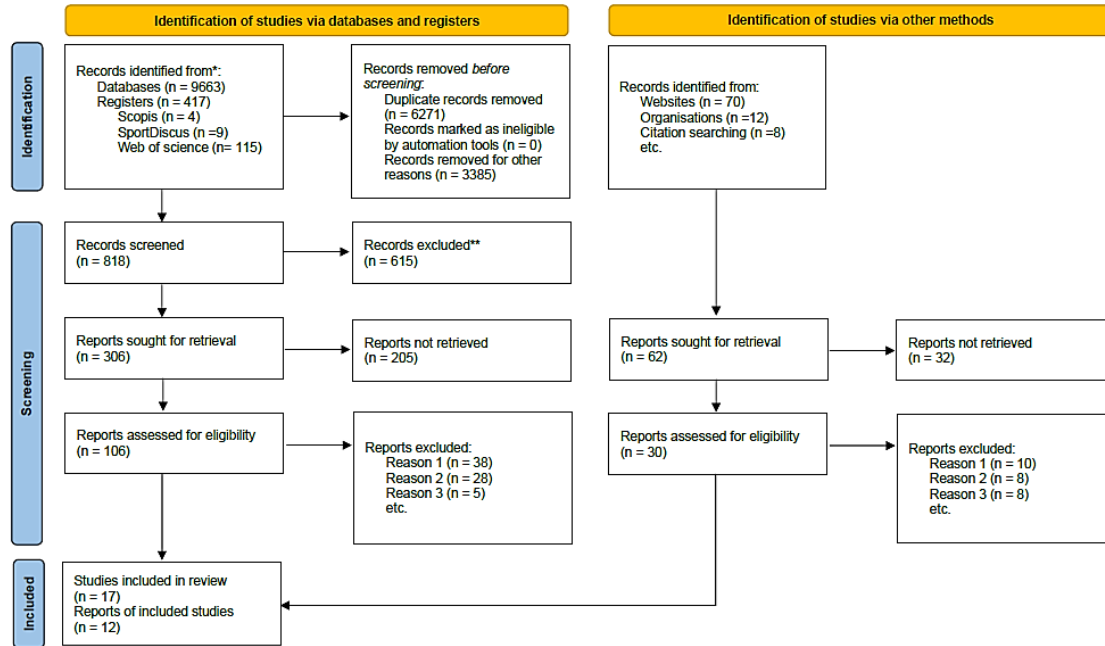 Identification of studies via databases and registers
Identification of studies via other methods
Identification
Records identified from*:
Databases (n = 9663)
Registers (n = 417)
Scopis (n = 4)
SportDiscus (n =9)
Web of science (n= 115)
Records removed before
screening:
Duplicate records removed
(n = 6271)
Records marked as ineligible
by automation tools (n = 0)
Records removed for other
reasons (n = 3385)
Records identified from:
Websites (n = 70)
Organisations (n =12)
Citation searching (n =8)
etc.
Screening
Records screened
(n = 818)
Records excluded**
(n = 615)
Reports sought for retrieval
(n = 306)
Reports not retrieved
(n = 205)
Reports sought for retrieval
(n = 62)
Reports not retrieved
(n = 32)
Reports assessed for eligibility
(n = 106)
Reports excluded:
Reason 1 (n = 38)
Reason 2 (n = 28)
Reason 3 (n = 5)
etc.
Reports assessed for eligibility
(n = 30)
Reports excluded:
Reason 1 (n = 10)
Reason 2 (n = 8)
Reason 3 (n = 8)
etc.
Included
Studies included in review
(n = 17)
Reports of included studies
(n = 12)